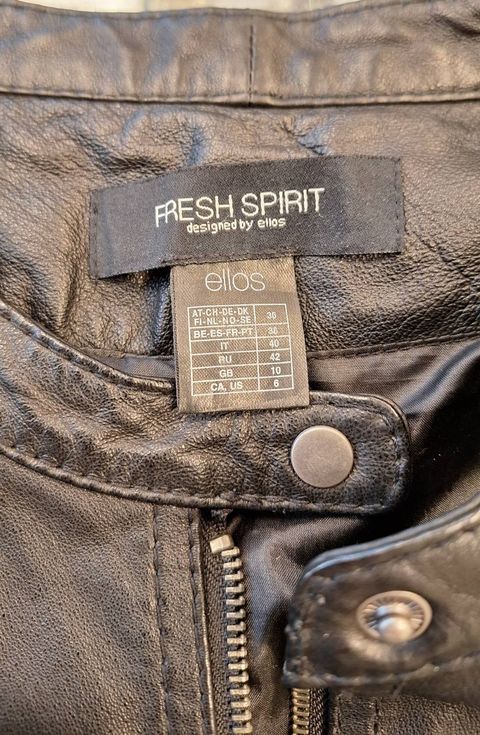 FRESH SPIRIT
designed by ellos
ellos
AT-CH-DE-DK
FI-NL-NO-SE 36
BE-ES-FR-PT 38
IT 40
RU 42
GB 10
CA, US 6